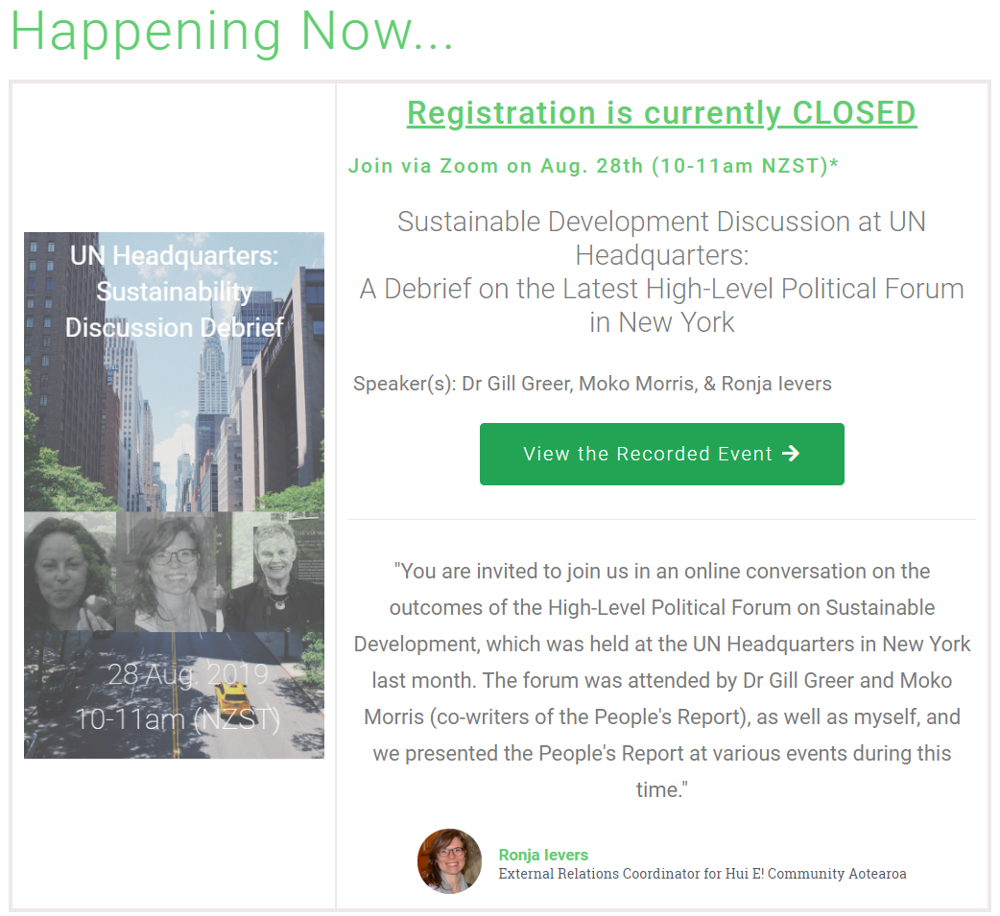 Happening Now...
UN Headquarters:
Sustainability
Discussion Debrief
28 Aug. 2019
10-11am (NZST)
Registration is currently CLOSED
Join via Zoom on Aug. 28th (10-11am NZST)*
Sustainable Development Discussion at UN
Headquarters:
A Debrief on the Latest High-Level Political Forum
in New York
Speaker(s): Dr Gill Greer, Moko Morris, & Ronja Ievers
View the Recorded Event →
"You are invited to join us in an online conversation on the
outcomes of the High-Level Political Forum on Sustainable
Development, which was held at the UN Headquarters in New York
last month. The forum was attended by Dr Gill Greer and Moko
Morris (co-writers of the People's Report), as well as myself, and
we presented the People's Report at various events during this
time."
Ronja Ievers
External Relations Coordinator for Hui E! Community Aotearoa